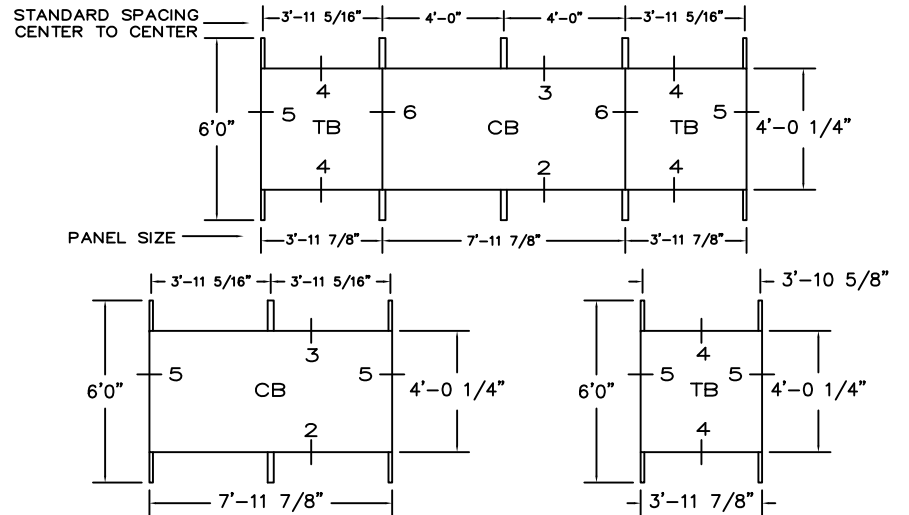 STANDARD SPACING
CENTER TO CENTER
3'-11 5/16" 4'-0" 4'-0" 3'-11 5/16"
4 3 4
5 TB 6 CB 6 TB 5
6'0" 4'-0 1/4"
4 2 4
PANEL SIZE
3'-11 7/8" 7'-11 7/8" 3'-11 7/8"
3'-11 5/16" 3'-11 5/16"
3
5 CB 5
6'0" 4'-0 1/4"
2
7'-11 7/8"
3'-10 5/8"
4
5 TB 5
6'0" 4'-0 1/4"
4
3'-11 7/8"